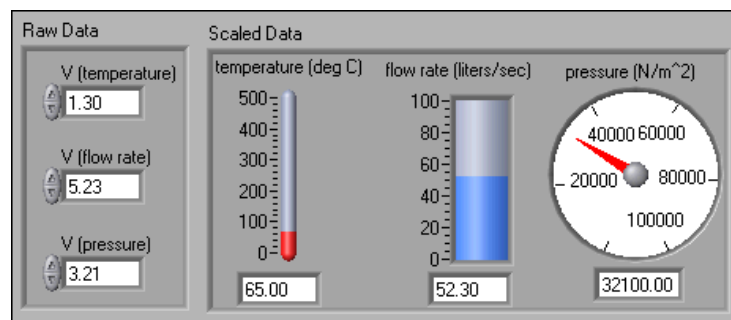 Raw Data
V (temperature)
1.30
V (flow rate)
5.23
V (pressure)
3.21
Scaled Data
temperature (deg C)
500
400
300
200
100
0
65.00
flow rate (liters/sec)
100
80
60
40
20
0
52.30
pressure (N/m^2)
40000 60000
20000 80000
100000
32100.00